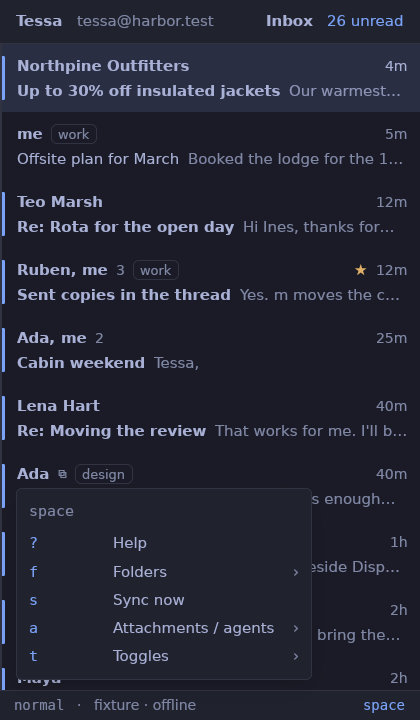 Tessa tessa@harbor.test Inbox 26 unread
Northpine Outfitters 4m
Up to 30% off insulated jackets Our warmest…
me work 5m
Offsite plan for March Booked the lodge for the 1…
Teo Marsh 12m
Re: Rota for the open day Hi Ines, thanks for…
Ruben, me 3 work ★ 12m
Sent copies in the thread Yes. m moves the c…
Ada, me 2 25m
Cabin weekend Tessa,
Lena Hart 40m
Re: Moving the review That works for me. I'll b…
Ada ⧉ design 40m
s enough…
space
? Help 1h
f Folders › eside Disp…
s Sync now 2h
a Attachments / agents › bring the…
t Toggles ›
Maya 2h
normal · fixture · offline space